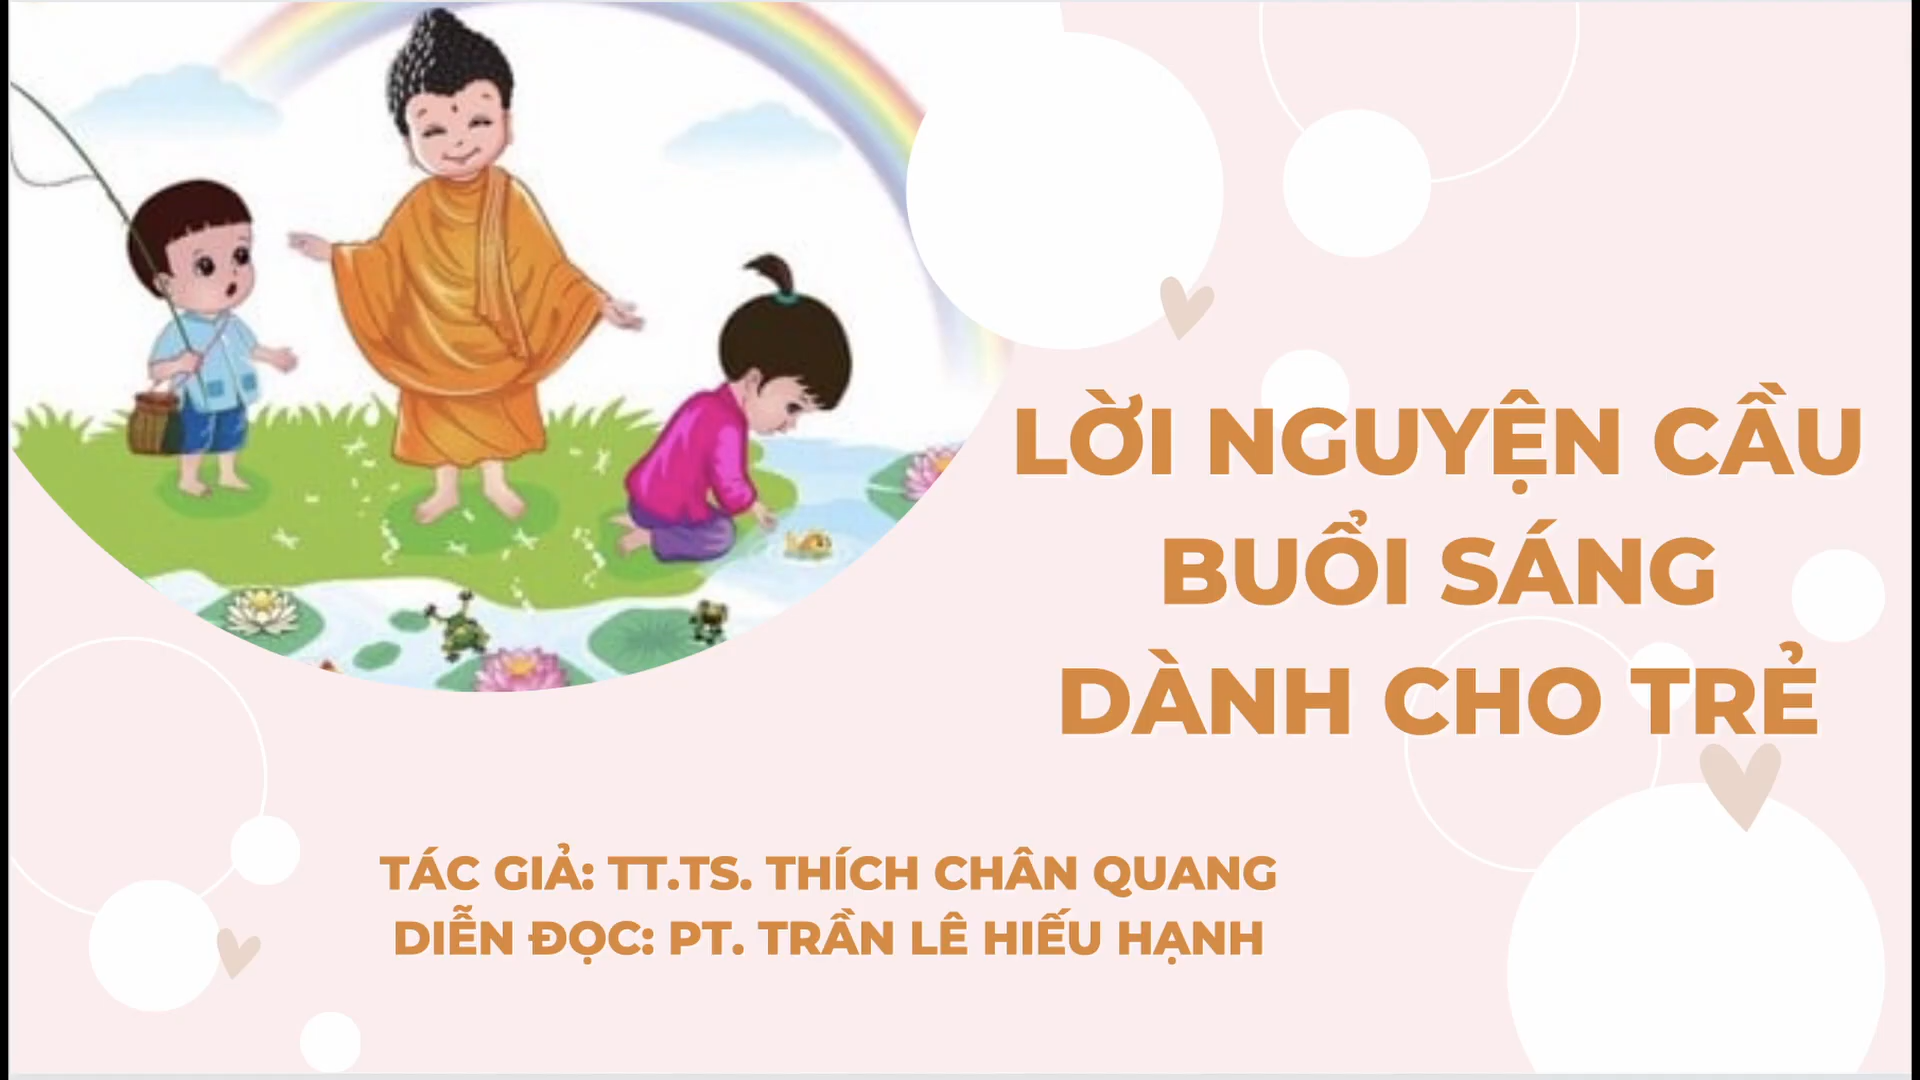 LỜI NGUYỆN CẦU
BUỔI SÁNG
DÀNH CHO TRẺ
TÁC GIẢ: TT.TS. THÍCH CHÂN QUANG
DIỄN ĐỌC: PT. TRẦN LÊ HIẾU HẠNH